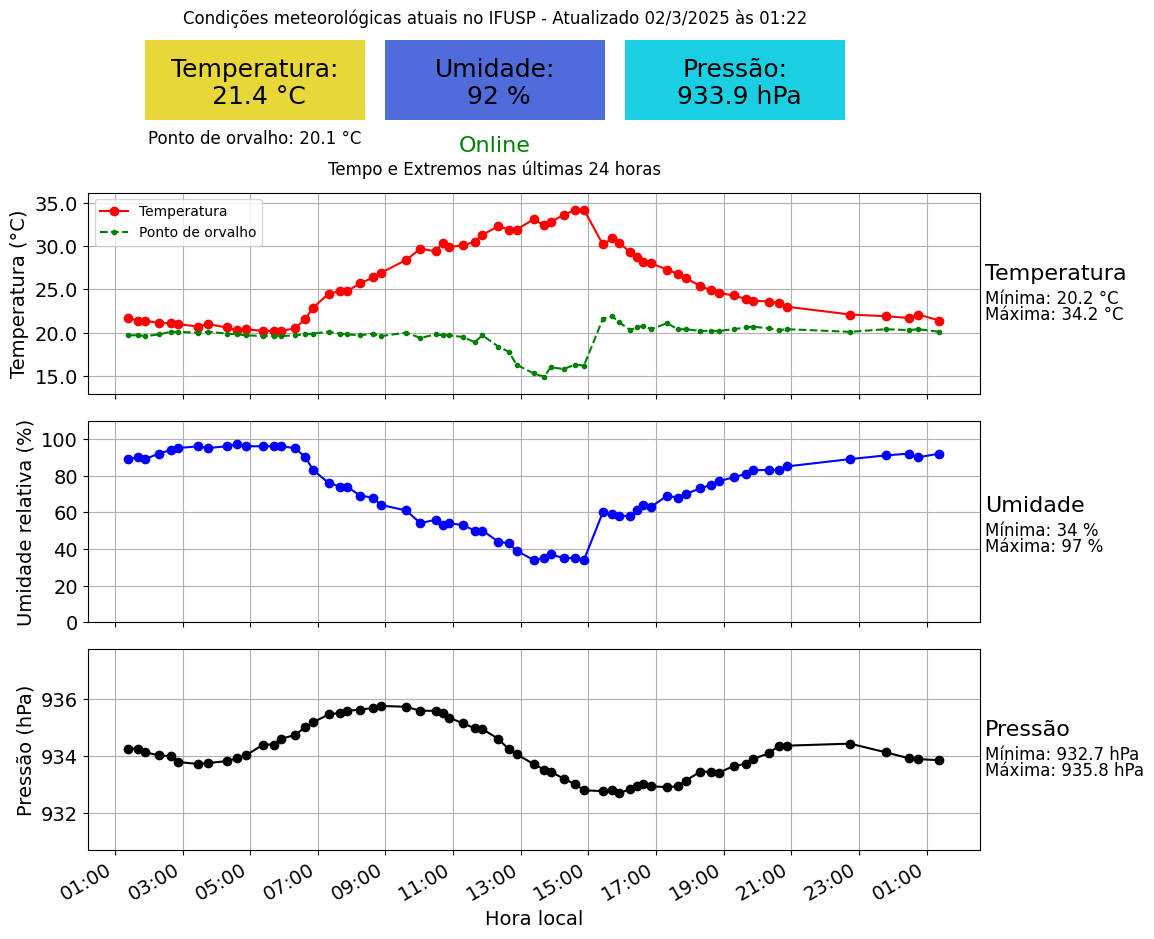 Condições meteorológicas atuais no IFUSP - Atualizado 02/3/2025 às 01:22
Temperatura:
21.4 °C
Umidade:
92 %
Pressão:
933.9 hPa
Ponto de orvalho: 20.1 °C
Online
Tempo e Extremos nas últimas 24 horas
Temperatura (°C)
35.0
30.0
25.0
20.0
15.0
Temperatura
Ponto de orvalho
Temperatura
Mínima: 20.2 °C
Máxima: 34.2 °C
Umidade relativa (%)
100
80
60
40
20
0
Umidade
Mínima: 34 %
Máxima: 97 %
Pressão (hPa)
936
934
932
Pressão
Mínima: 932.7 hPa
Máxima: 935.8 hPa
01:00 03:00 05:00 07:00 09:00 11:00 13:00 15:00 17:00 19:00 21:00 23:00 01:00
Hora local